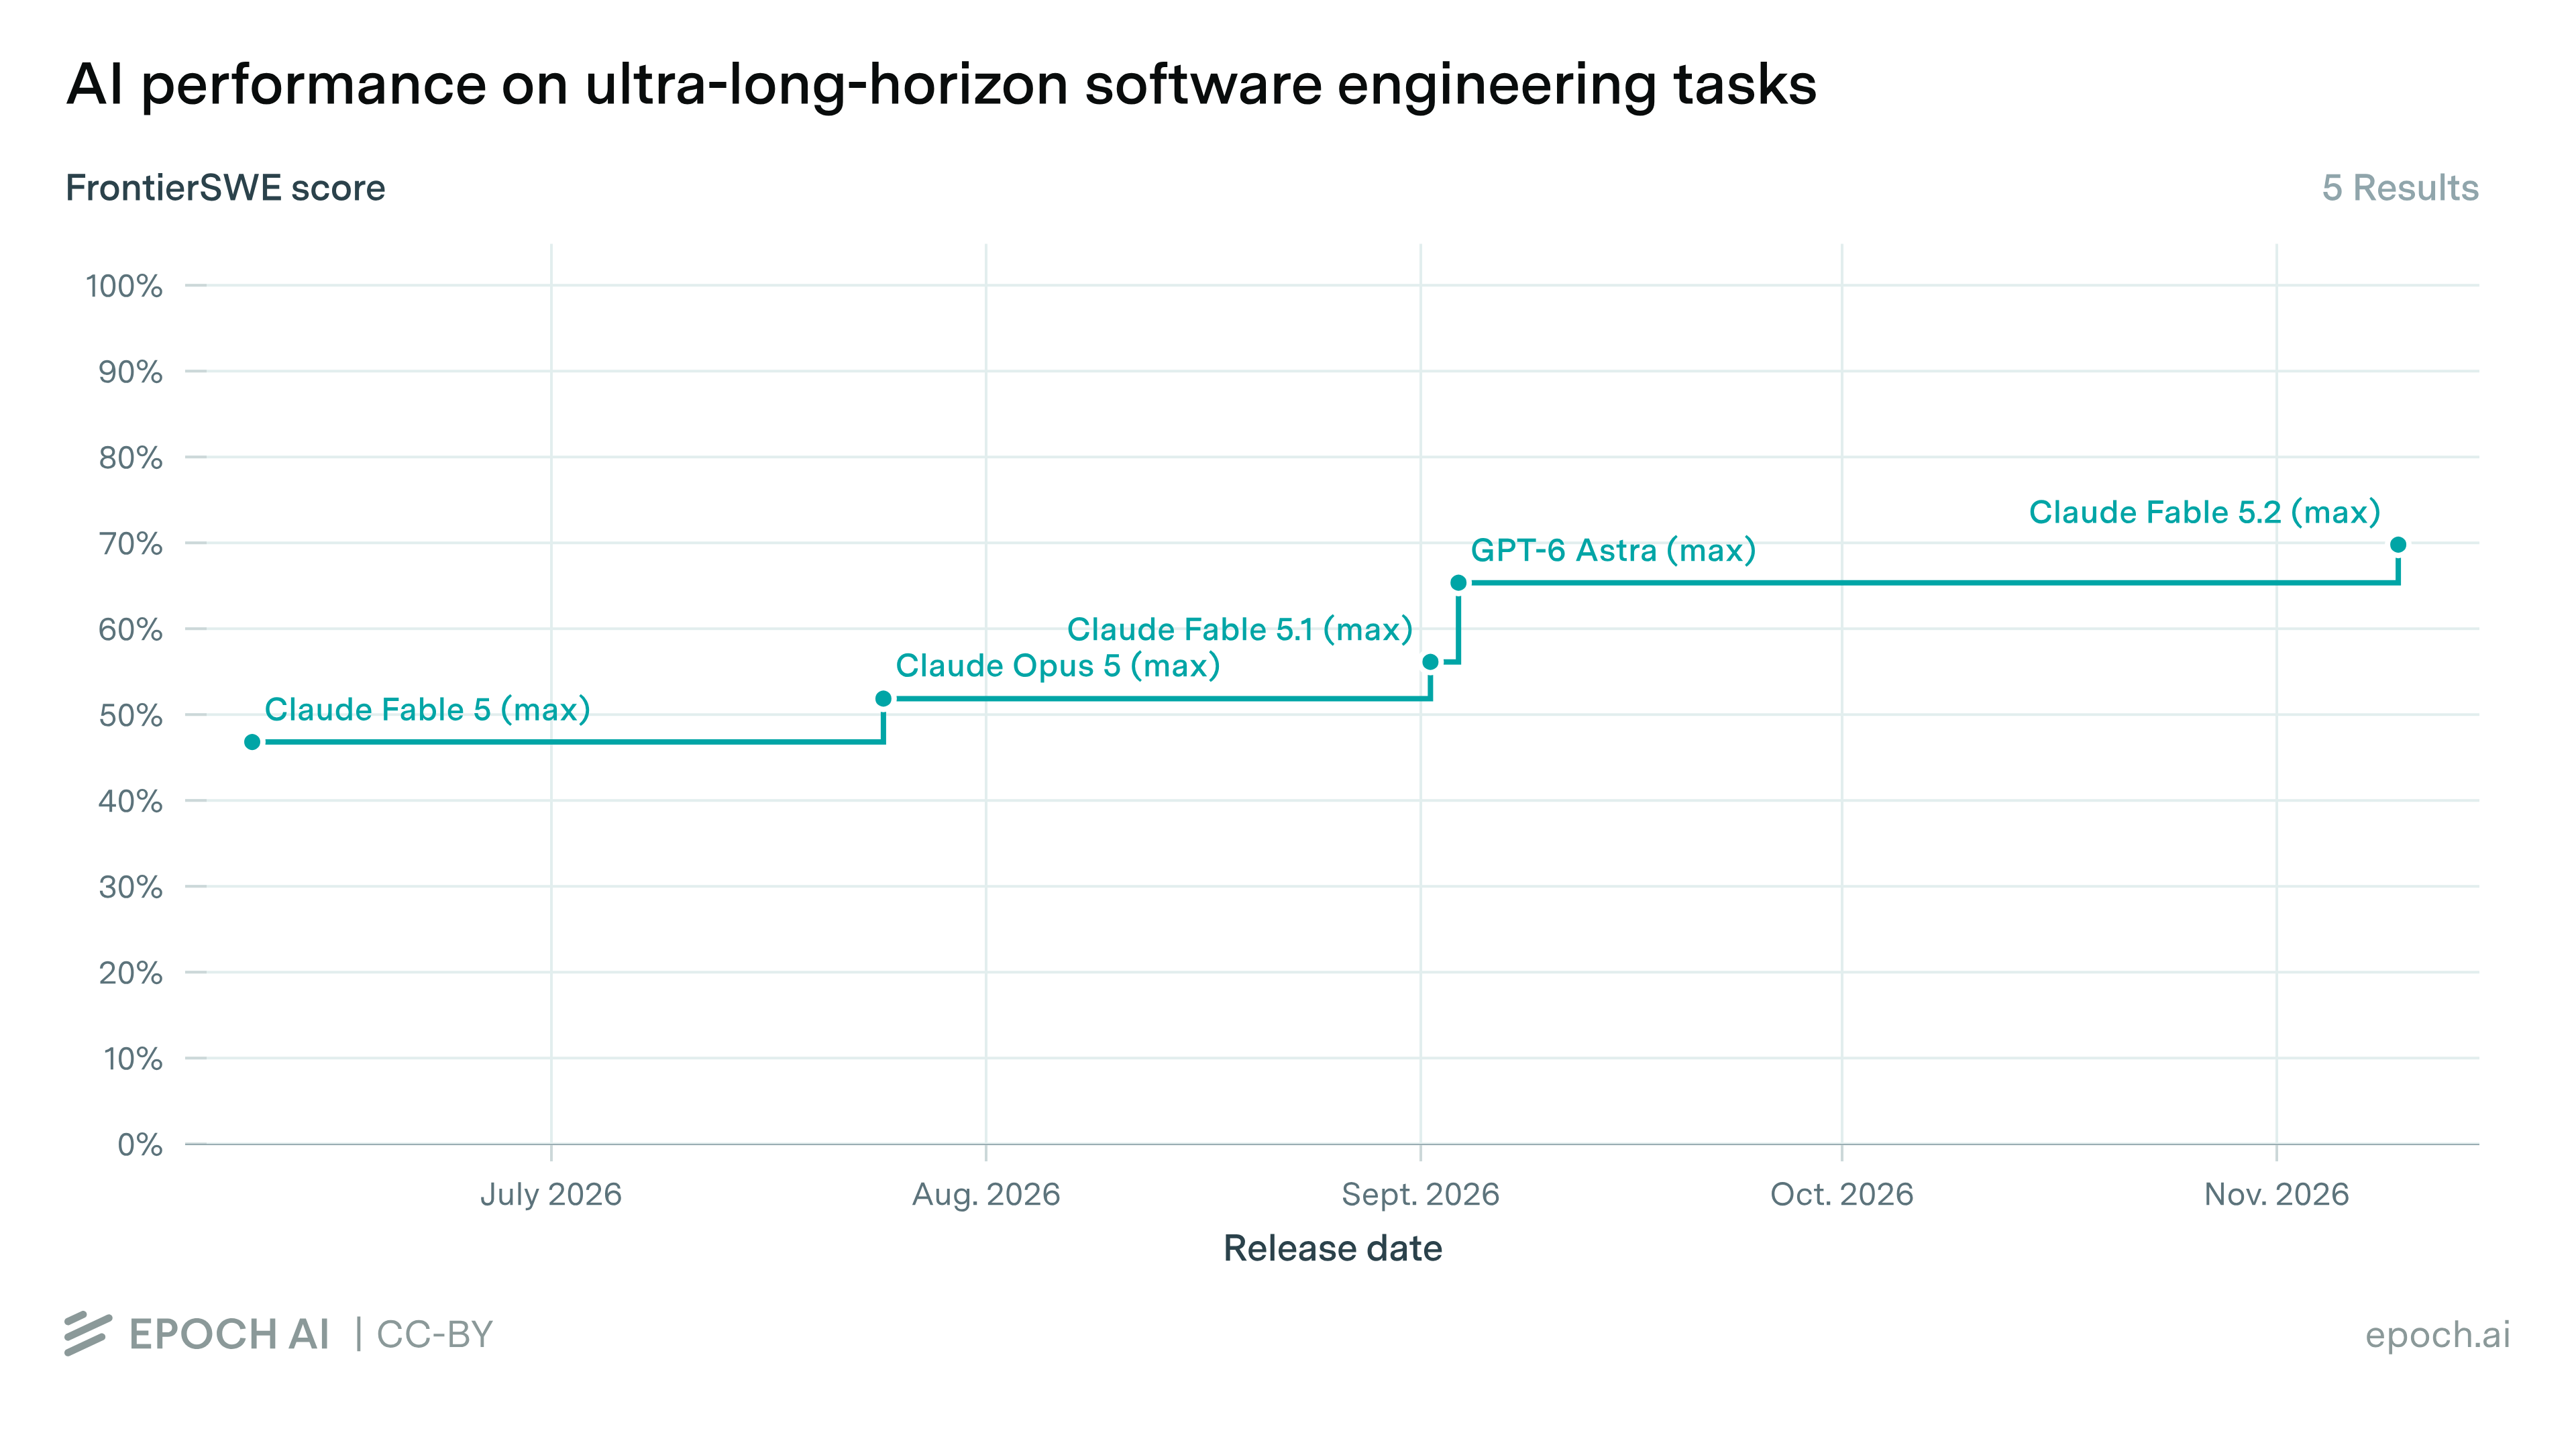 AI performance on ultra-long-horizon software engineering tasks
FrontierSWE score
5 Results
100%
90%
80%
70%
60%
50%
40%
30%
20%
10%
0%
Claude Fable 5.2 (max)
GPT-6 Astra (max)
Claude Fable 5.1 (max)
Claude Opus 5 (max)
Claude Fable 5 (max)
July 2026
Aug. 2026
Sept. 2026
Oct. 2026
Nov. 2026
Release date
EPOCH AI | CC-BY
epoch.ai